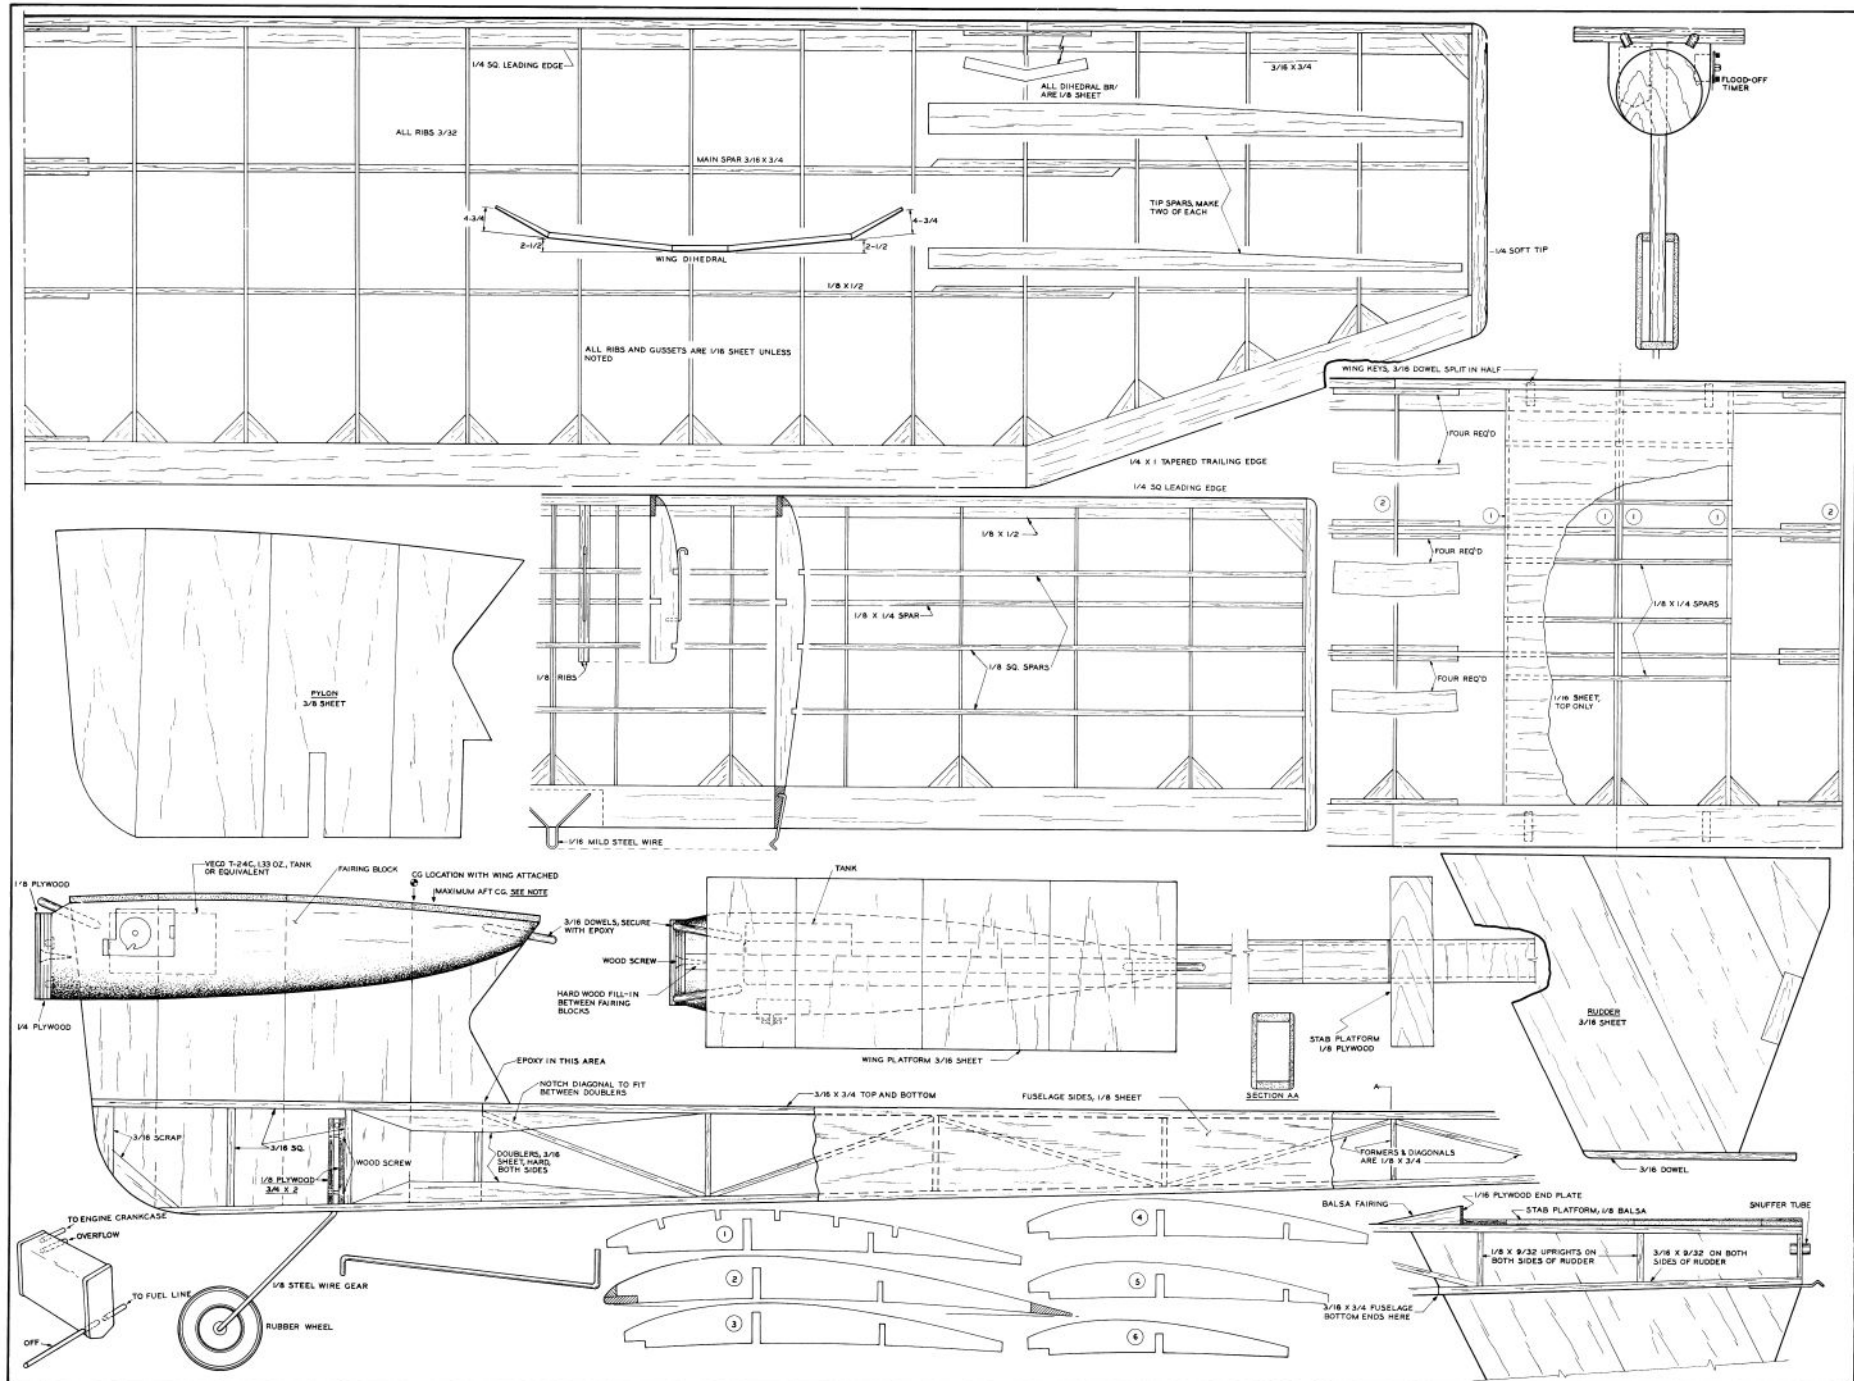 1/4 SQ. LEADING EDGE
ALL RIBS 3/32
MAIN SPAR 3/16 X 3/4
ALL DIHEDRAL BR/
ARE 1/8 SHEET
3/16 X 3/4
FLOOD-OFF
TIMER
TIP SPARS, MAKE
TWO OF EACH
4-3/4
2-1/2
WING DIHEDRAL
4-3/4
2-1/2
1/8 X 1/2
1/4 SOFT TIP
ALL RIBS AND GUSSETS ARE 1/16 SHEET UNLESS
NOTED
1/4 X 1 TAPERED TRAILING EDGE
WING KEYS, 3/16 DOWEL SPLIT IN HALF
FOUR REQ'D
2
1
1
1
1
2
FOUR REQ'D
1/8 X 1/4 SPARS
FOUR REQ'D
1/16 SHEET,
TOP ONLY
1/4 SQ LEADING EDGE
1/8 X 1/2
1/8 X 1/4 SPAR
1/8 SQ. SPARS
1/8 RIBS
1/16 MILD STEEL WIRE
PYLON
3/8 SHEET
VECO T-24C, 1.33 OZ., TANK
OR EQUIVALENT
FAIRING BLOCK
CG LOCATION WITH WING ATTACHED
MAXIMUM AFT CG. SEE NOTE
1/8 PLYWOOD
1/4 PLYWOOD
3/16 DOWELS, SECURE
WITH EPOXY
TANK
WOOD SCREW
HARD WOOD FILL-IN
BETWEEN FAIRING
BLOCKS
WING PLATFORM 3/16 SHEET
STAB PLATFORM
1/8 PLYWOOD
RUDDER
3/16 SHEET
3/16 DOWEL
SECTION AA
EPOXY IN THIS AREA
NOTCH DIAGONAL TO FIT
BETWEEN DOUBLERS
3/16 X 3/4 TOP AND BOTTOM
FUSELAGE SIDES, 1/8 SHEET
A
3/16 SCRAP
3/16 SQ.
WOOD SCREW
1/8 PLYWOOD
3/4 X 2
DOUBLERS, 3/16
SHEET, HARD,
BOTH SIDES
FORMERS & DIAGONALS
ARE 1/8 X 3/4
TO ENGINE CRANKCASE
OVERFLOW
TO FUEL LINE
OFF
1/8 STEEL WIRE GEAR
RUBBER WHEEL
1
2
3
4
5
6
BALSA FAIRING
1/16 PLYWOOD END PLATE
STAB PLATFORM, 1/8 BALSA
SNUFFER TUBE
1/8 X 9/32 UPRIGHTS ON
BOTH SIDES OF RUDDER
3/16 X 9/32 ON BOTH
SIDES OF RUDDER
3/16 X 3/4 FUSELAGE
BOTTOM ENDS HERE